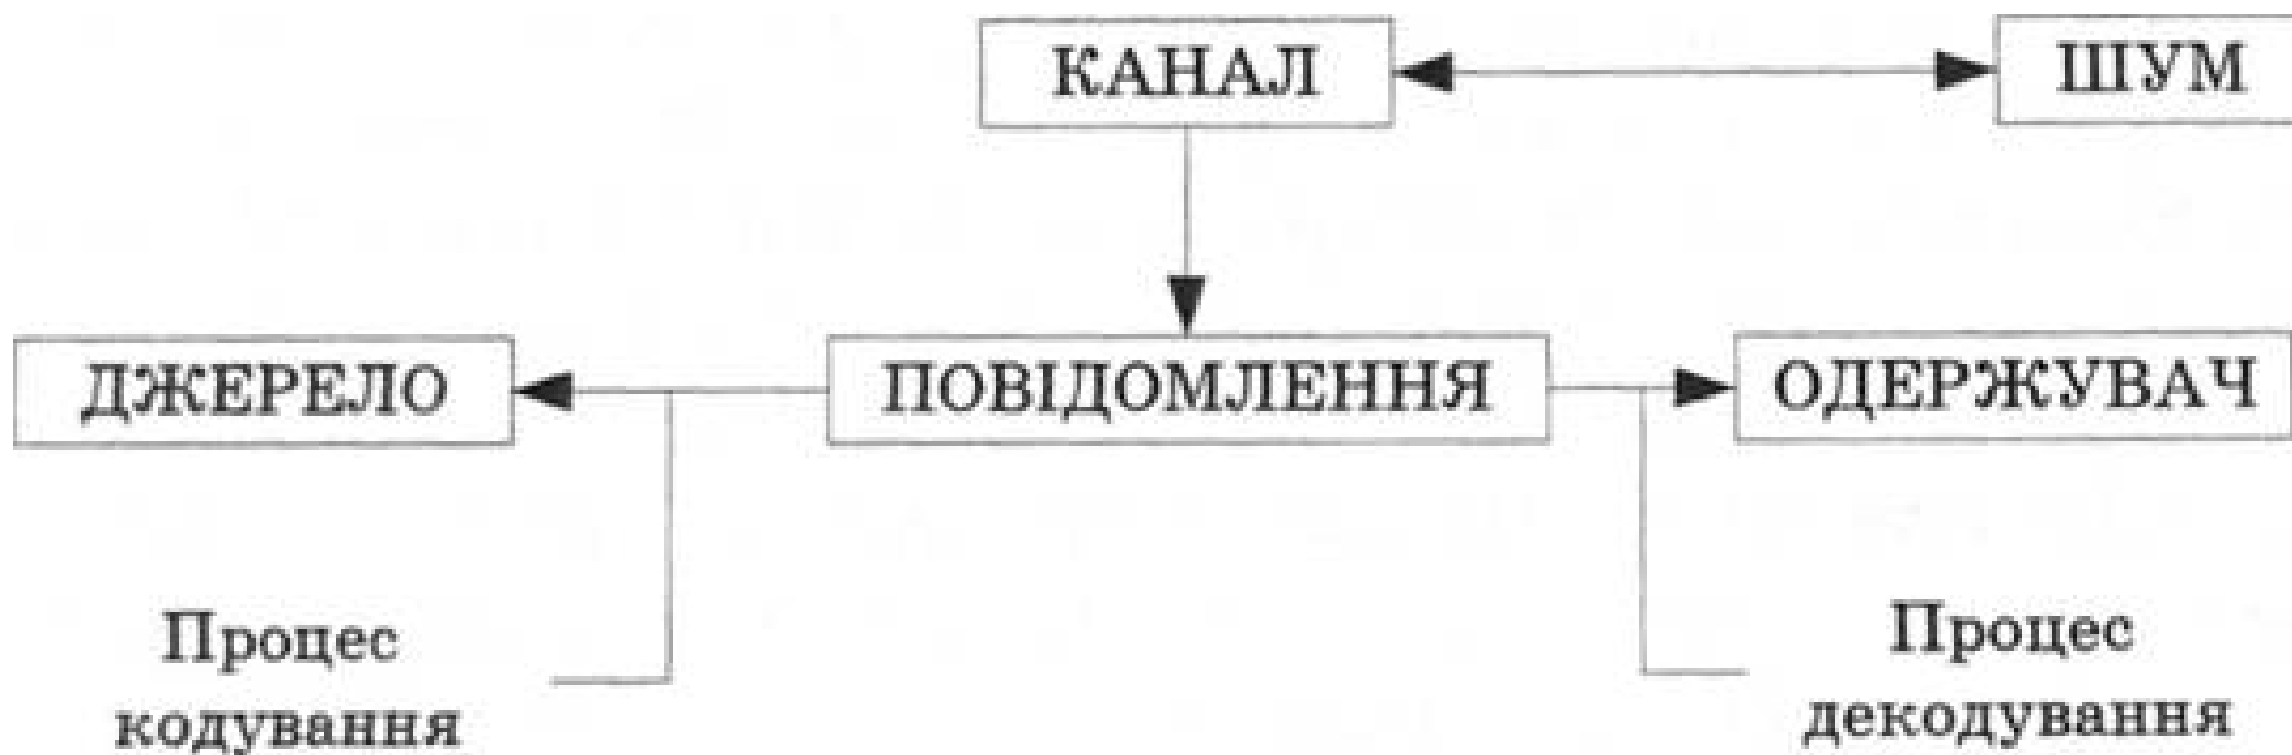 КАНАЛ
ШУМ
ДЖЕРЕЛО
ПОВІДОМЛЕННЯ
ОДЕРЖУВАЧ
Процес
кодування
Процес
декодування